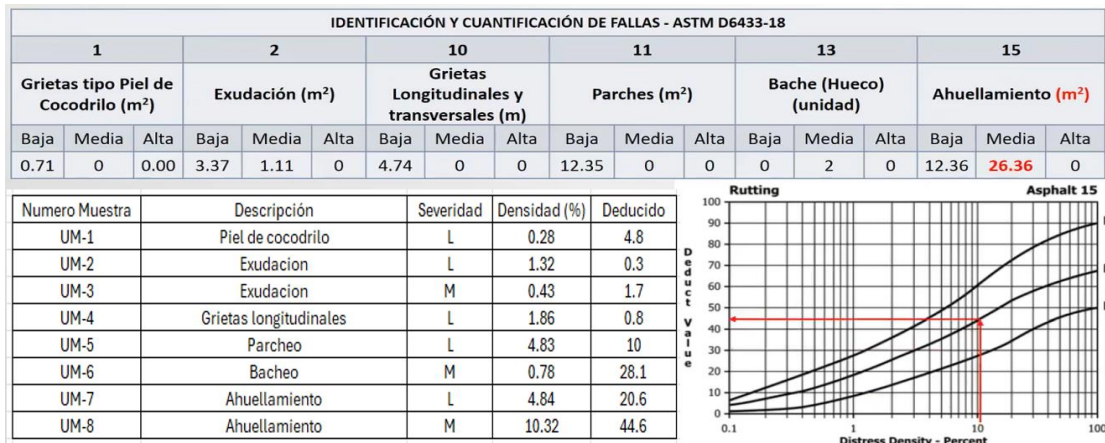 IDENTIFICACIÓN Y CUANTIFICACIÓN DE FALLAS - ASTM D6433-18
1 2 10 11 13 15
Grietas tipo Piel de Cocodrilo (m²) Exudación (m²) Grietas Longitudinales y transversales (m) Parches (m²) Bache (Hueco) (unidad) Ahuellamiento (m²)
Baja Media Alta Baja Media Alta Baja Media Alta Baja Media Alta Baja Media Alta Baja Media Alta
0.71 0 0.00 3.37 1.11 0 4.74 0 0 12.35 0 0 0 2 0 12.36 26.36 0
Numero Muestra Descripción Severidad Densidad (%) Deducido
UM-1 Piel de cocodrilo L 0.28 4.8
UM-2 Exudacion L 1.32 0.3
UM-3 Exudacion M 0.43 1.7
UM-4 Grietas longitudinales L 1.86 0.8
UM-5 Parcheo L 4.83 10
UM-6 Bacheo M 0.78 28.1
UM-7 Ahuellamiento L 4.84 20.6
UM-8 Ahuellamiento M 10.32 44.6
Rutting Asphalt 15
Deduct Value
100
90
80
70
60
50
40
30
20
10
0
0.1 1 10 100
Distress Density - Percent